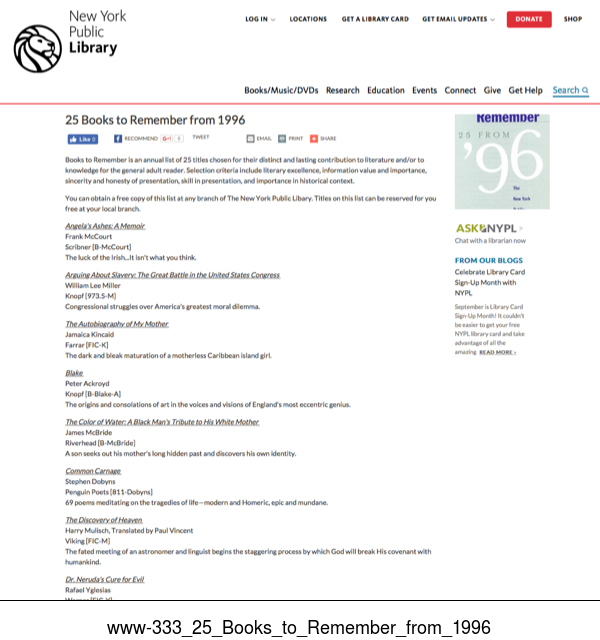 New York
Public
Library
LOG IN
LOCATIONS
GET A LIBRARY CARD
GET EMAIL UPDATES
DONATE
SHOP
Books/Music/DVDs Research Education Events Connect Give Get Help Search
25 Books to Remember from 1996
Like 0
RECOMMEND
G+1
0
TWEET
EMAIL
PRINT
SHARE
Books to Remember is an annual list of 25 titles chosen for their distinct and lasting contribution to literature and/or to
knowledge for the general adult reader. Selection criteria include literary excellence, information value and importance,
sincerity and honesty of presentation, skill in presentation, and importance in historical context.
You can obtain a free copy of this list at any branch of The New York Public Libary. Titles on this list can be reserved for you
free at your local branch.
Angela's Ashes: A Memoir
Frank McCourt
Scribner [B-McCourt]
The luck of the Irish...It isn't what you think.
Arguing About Slavery: The Great Battle in the United States Congress
William Lee Miller
Knopf [973.5-M]
Congressional struggles over America's greatest moral dilemma.
The Autobiography of My Mother
Jamaica Kincaid
Farrar [FIC-K]
The dark and bleak maturation of a motherless Caribbean island girl.
Blake
Peter Ackroyd
Knopf [B-Blake-A]
The origins and consolations of art in the voices and visions of England's most eccentric genius.
The Color of Water: A Black Man's Tribute to His White Mother
James McBride
Riverhead [B-McBride]
A son seeks out his mother's long hidden past and discovers his own identity.
Common Carnage
Stephen Dobyns
Penguin Poets [811-Dobyns]
69 poems meditating on the tragedies of life—modern and Homeric, epic and mundane.
The Discovery of Heaven
Harry Mulisch, Translated by Paul Vincent
Viking [FIC-M]
The fated meeting of an astronomer and linguist begins the staggering process by which God will break His covenant with
humankind.
Dr. Neruda's Cure for Evil
Rafael Yglesias
Remember
25 FROM
'96
The
New York
ASK NYPL
Chat with a librarian now
FROM OUR BLOGS
Celebrate Library Card
Sign-Up Month with
NYPL
September is Library Card
Sign-Up Month! It couldn't
be easier to get your free
NYPL library card and take
advantage of all the
amazing READ MORE ›
www-333_25_Books_to_Remember_from_1996